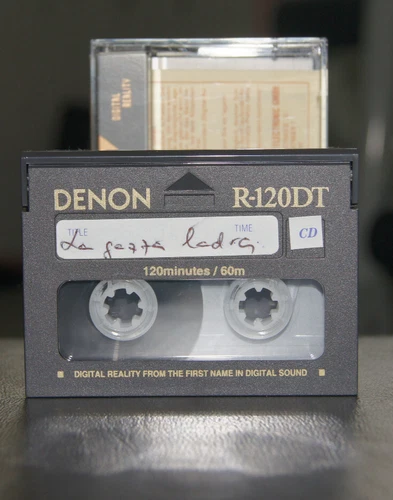 DIGITAL
REALITY
DENON R-120DT
TITLE TIME
La gazza ladra CD
120minutes / 60m
DIGITAL REALITY FROM THE FIRST NAME IN DIGITAL SOUND